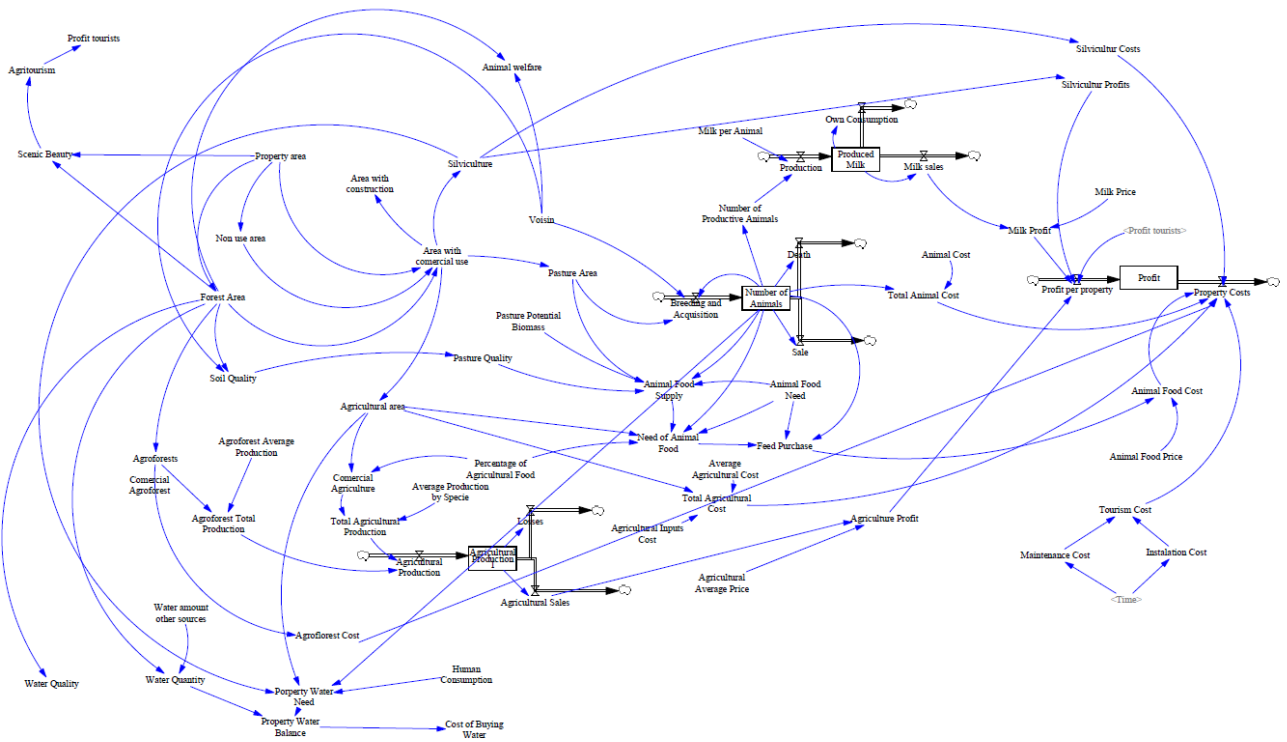 Profit tourists
Agritourism
Animal welfare
Silvicultur Costs
Silvicultur Profits
Own Consumption
Milk per Animal
Scenic Beauty
Property area
Silviculture
Production
Produced
Milk
Milk sales
Area with
construction
Number of
Productive Animals
Milk Price
Voisin
Non use area
Area with
comercial use
Milk Profit
<Profit tourists>
Death
Animal Cost
Pasture Area
Profit
Forest Area
Breeding and
Acquisition
Number of
Animals
Total Animal Cost
Profit per property
Property Costs
Pasture Potential
Biomass
Sale
Pasture Quality
Soil Quality
Animal Food
Supply
Animal Food
Need
Animal Food Cost
Agricultural area
Need of Animal
Food
Feed Purchase
Agroforest Average
Production
Agroforests
Comercial
Agroforest
Animal Food Price
Percentage of
Agricultural Food
Average
Agricultural Cost
Comercial
Agriculture
Average Production
by Specie
Total Agricultural
Cost
Tourism Cost
Agroforest Total
Production
Total Agricultural
Production
Losses
Agricultural Inputs
Cost
Agriculture Profit
Maintenance Cost
Instalation Cost
Agricultural
Production
Agricultural
Production
1
Agricultural
Average Price
Agricultural Sales
<Time>
Water amount
other sources
Agroflorest Cost
Human
Consumption
Water Quality
Water Quantity
Porperty Water
Need
Property Water
Balance
Cost of Buying
Water